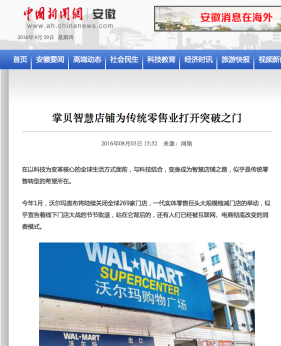 中国新闻网 | 安徽
www.ah.chinanews.com
2016年8月29日 星期四
安徽消息在海外
首页 安徽要闻 高端动态 社会民生 科技教育 经济时讯 旅游快报 视频新
掌贝智慧店铺为传统零售业打开突破之门
2016年08月03日 15:52 来源：网络
在以科技为变革核心的全球生活方式面前，与科技结合，变身成为智慧店铺之路，似乎是传统零
售转型的希望所在。
今年1月，沃尔玛宣布将陆续关闭全球269家门店，一代实体零售巨头大规模缩减门店的举动，似
乎宣告着线下门店大战的节节败退，站在它背后的，还有人们已经被互联网、电商彻底改变的消
费模式。
WAL★MART
SUPERCENTER
沃尔玛购物广场
WAL★MART
沃尔玛 出口